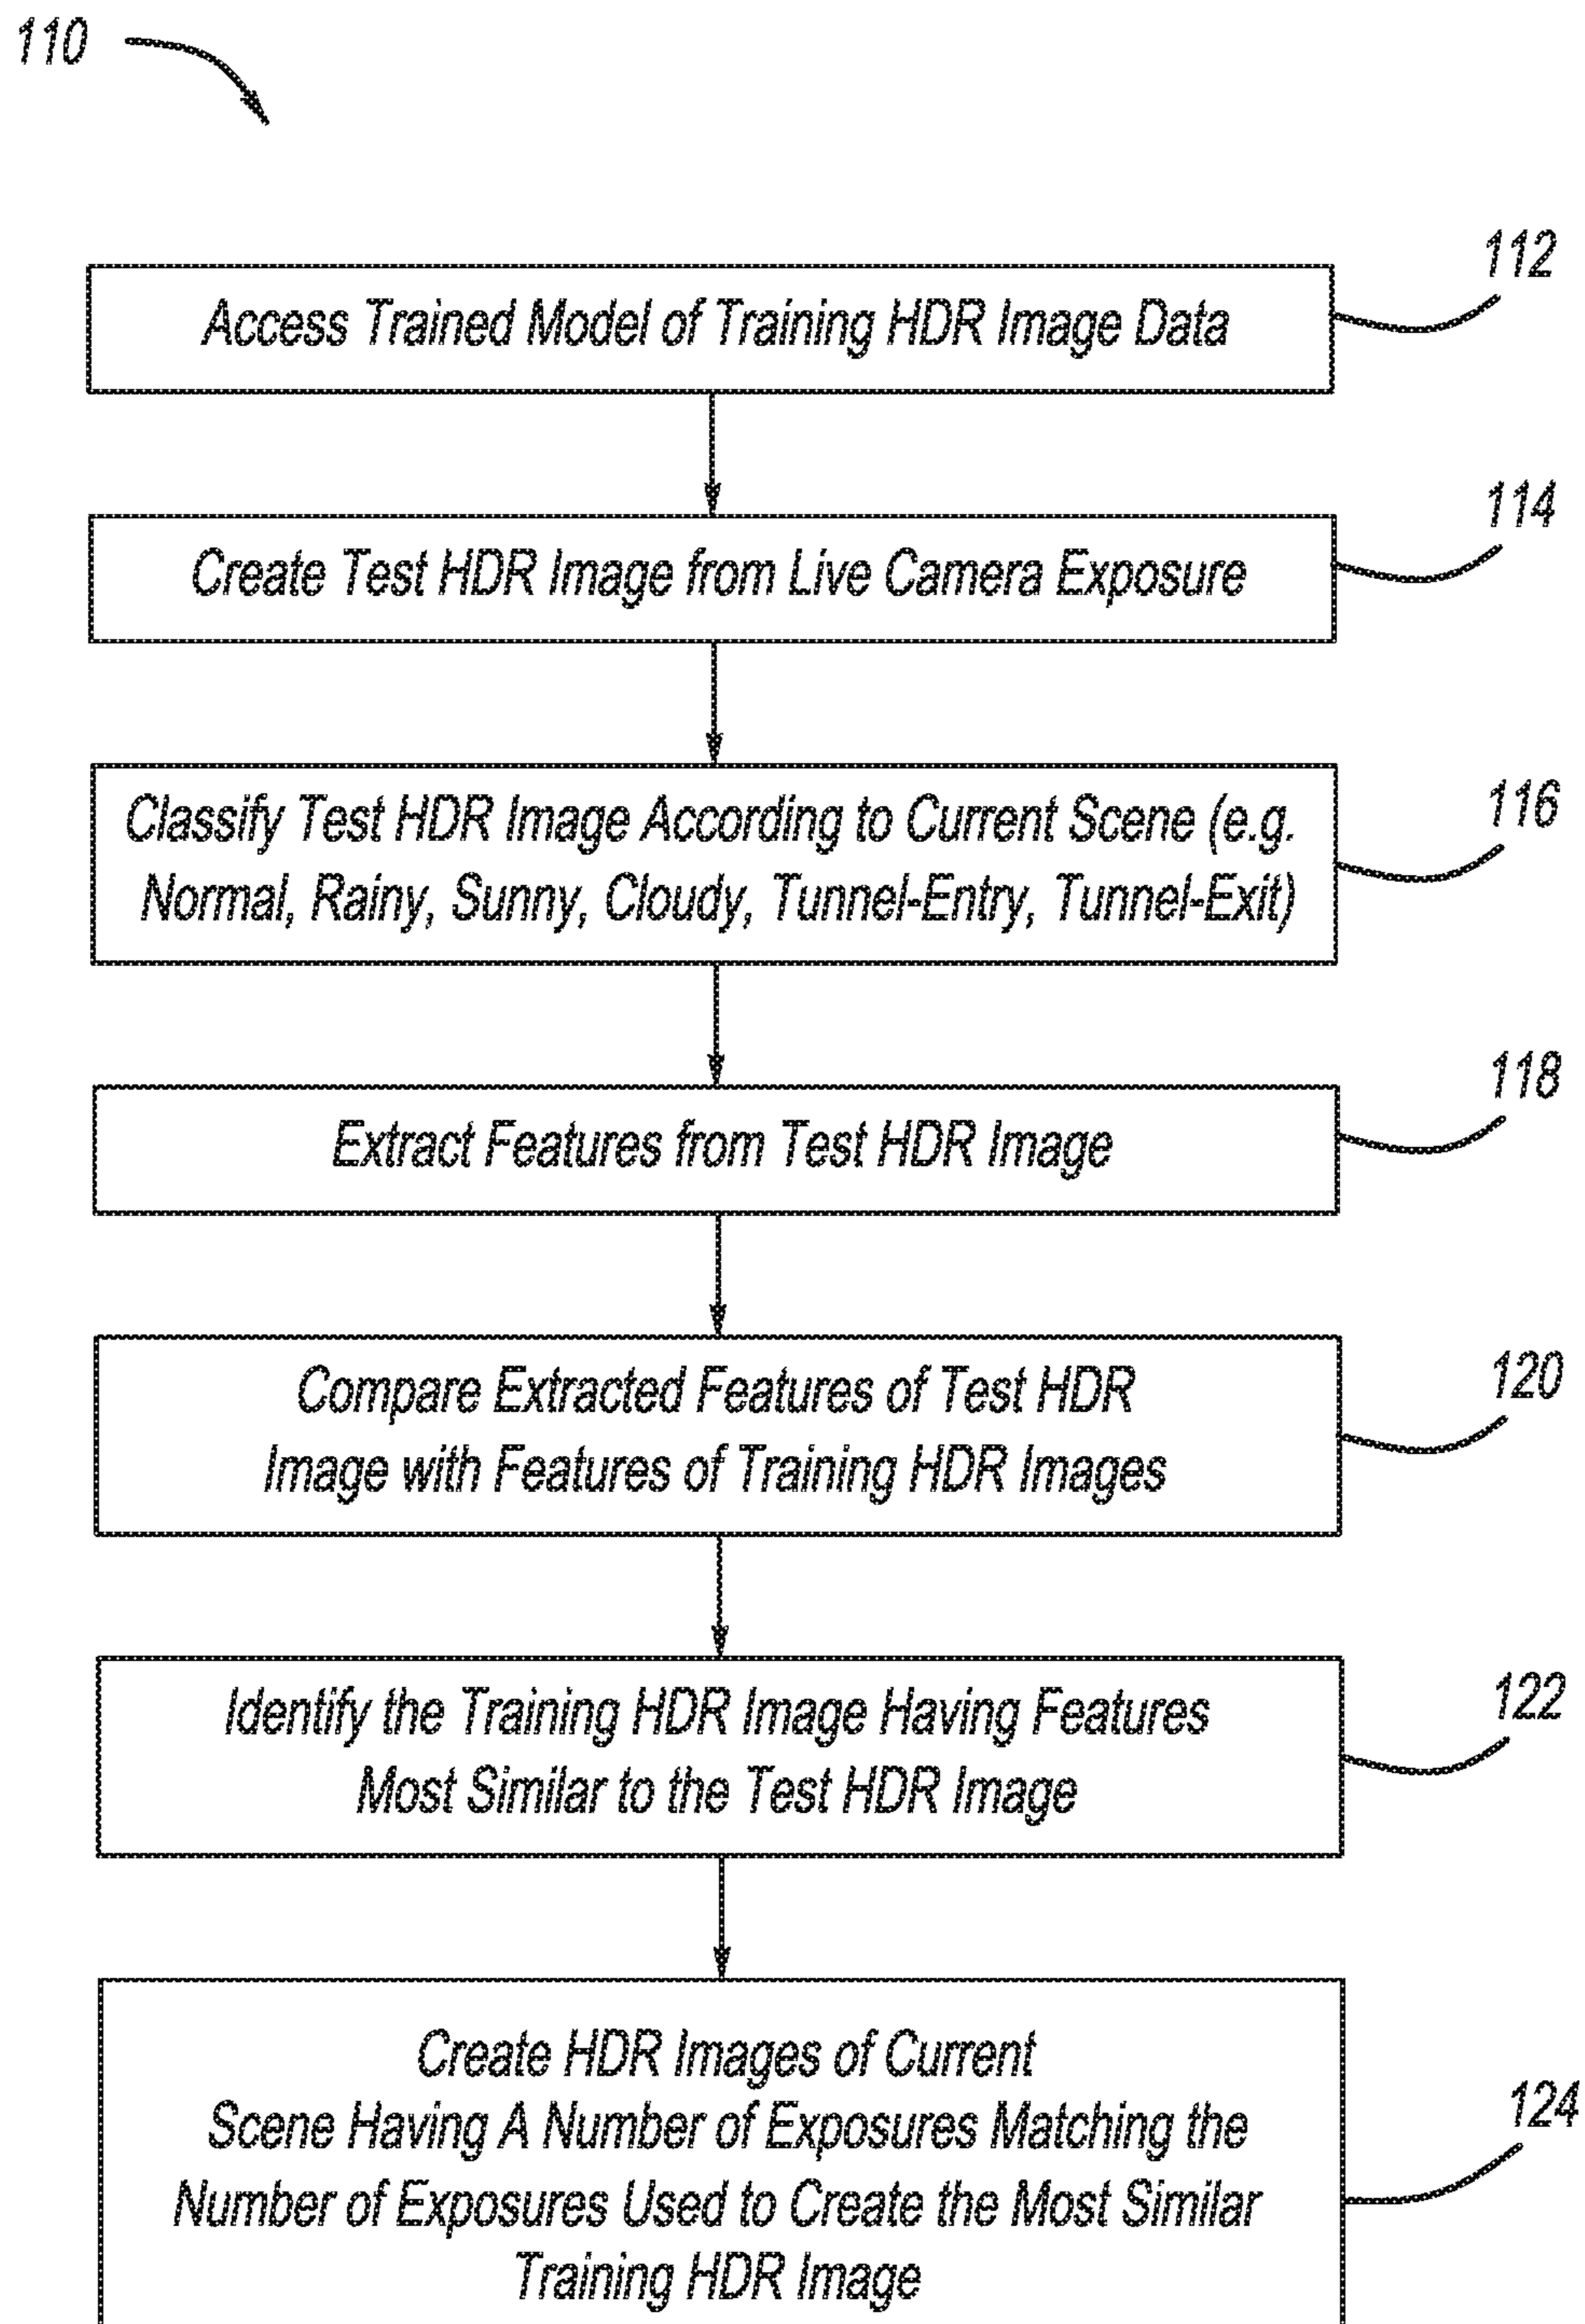 110
112
Access Trained Model of Training HDR Image Data
114
Create Test HDR Image from Live Camera Exposure
116
Classify Test HDR Image According to Current Scene (e.g.
Normal, Rainy, Sunny, Cloudy, Tunnel-Entry, Tunnel-Exit)
118
Extract Features from Test HDR Image
120
Compare Extracted Features of Test HDR
Image with Features of Training HDR Images
122
Identify the Training HDR Image Having Features
Most Similar to the Test HDR Image
124
Create HDR Images of Current
Scene Having A Number of Exposures Matching the
Number of Exposures Used to Create the Most Similar
Training HDR Image